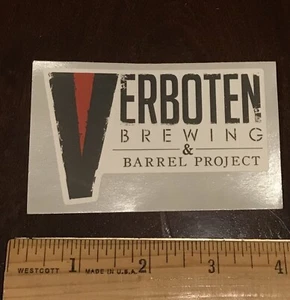 VERBOTEN
BREWING
&
BARREL PROJECT
WESTCOTT 1 MADE IN U.S.A. 2 3 4